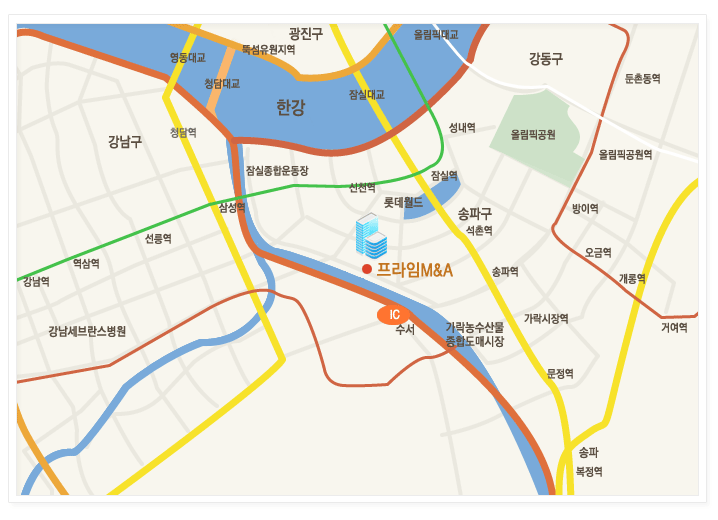 광진구
올림픽대교
뚝섬유원지역
영동대교
강동구
둔촌동역
청담대교
잠실대교
한강
성내역
올림픽공원
청담역
강남구
올림픽공원역
잠실종합운동장
잠실역
신천역
롯데월드
삼성역
송파구
방이역
석촌역
선릉역
오금역
역삼역
송파역
프라임M&A
개롱역
강남역
IC
가락시장역
수서
가락농수산물
종합도매시장
거여역
강남세브란스병원
문정역
송파
복정역